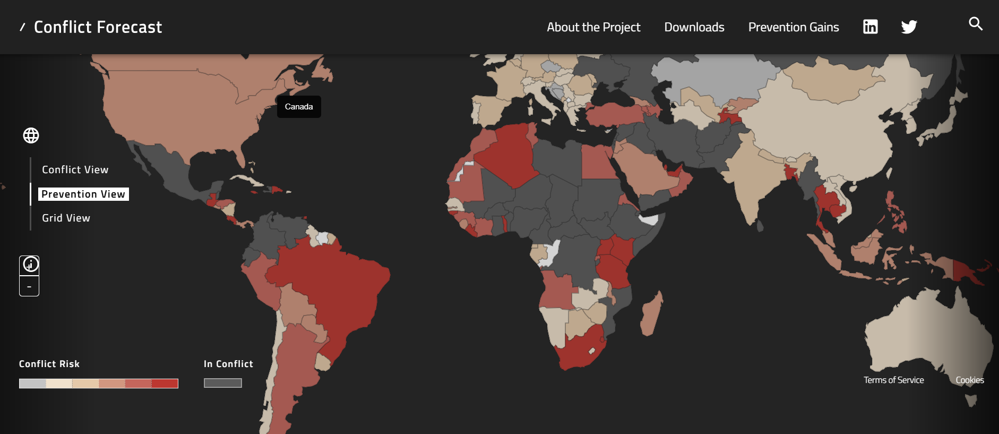 Conflict Forecast
About the Project
Downloads
Prevention Gains
Canada
Conflict View
Prevention View
Grid View
-
Conflict Risk
In Conflict
Terms of Service
Cookies